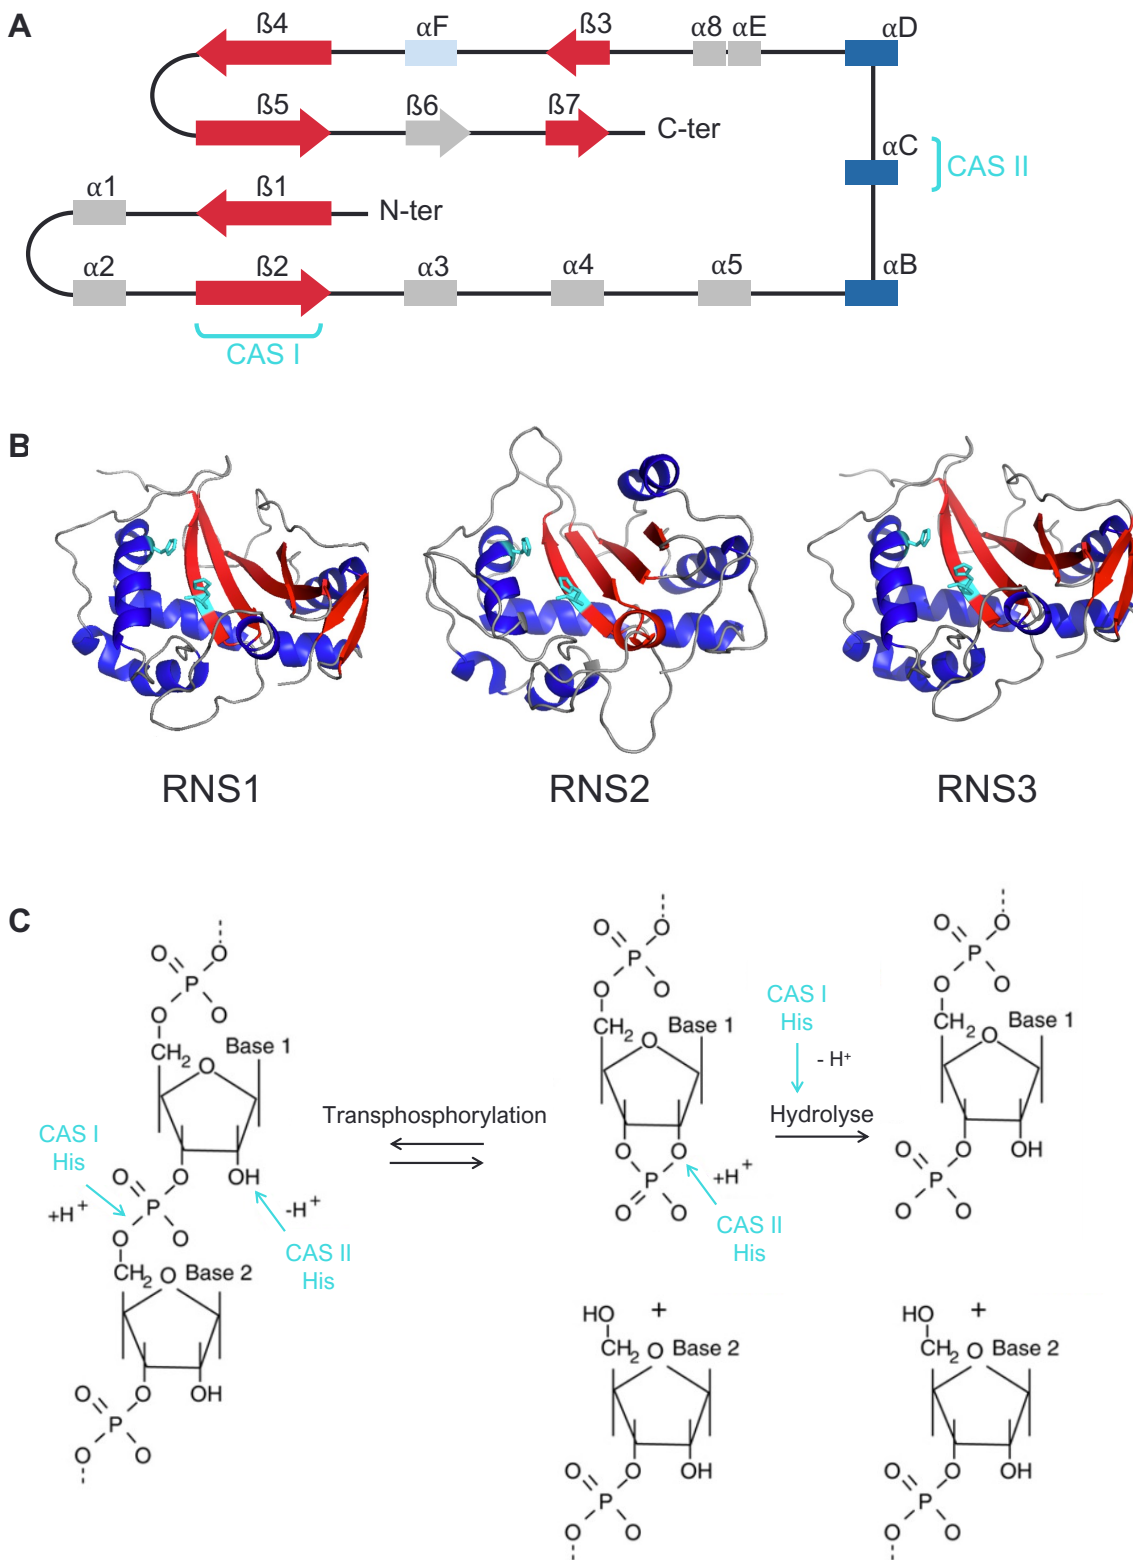 A
ß4 αF ß3 α8 αE αD
ß5 ß6 ß7 C-ter
αC CAS II
α1 ß1 N-ter
α2 ß2 α3 α4 α5 αB
CAS I
B
RNS1 RNS2 RNS3
C
O O
P
O O
CH2 O Base 1
Transphosphorylation
CAS I
His
+H+
O O OH
P
O O
-H+
CAS II
His
CH2 O Base 2
O O OH
P
O O
O O
P
O O
CH2 O Base 1
O O
P
O O
+H+
CAS II
His
CAS I
His
- H+
Hydrolyse
HO +
CH2 O Base 2
O O OH
P
O O
O O
P
O O
CH2 O Base 1
O O OH
P
O O
HO +
CH2 O Base 2
O O OH
P
O O